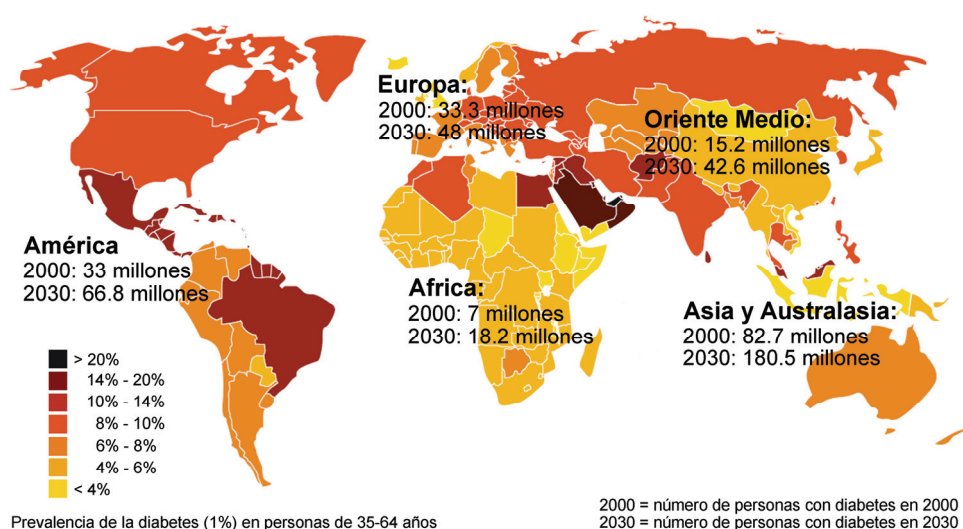 Europa:
2000: 33.3 millones
2030: 48 millones
Oriente Medio:
2000: 15.2 millones
2030: 42.6 millones
América
2000: 33 millones
2030: 66.8 millones
Africa:
2000: 7 millones
2030: 18.2 millones
Asia y Australasia:
2000: 82.7 millones
2030: 180.5 millones
> 20%
14% - 20%
10% - 14%
8% - 10%
6% - 8%
4% - 6%
< 4%
Prevalencia de la diabetes (1%) en personas de 35-64 años
2000 = número de personas con diabetes en 2000
2030 = número de personas con diabetes en 2030